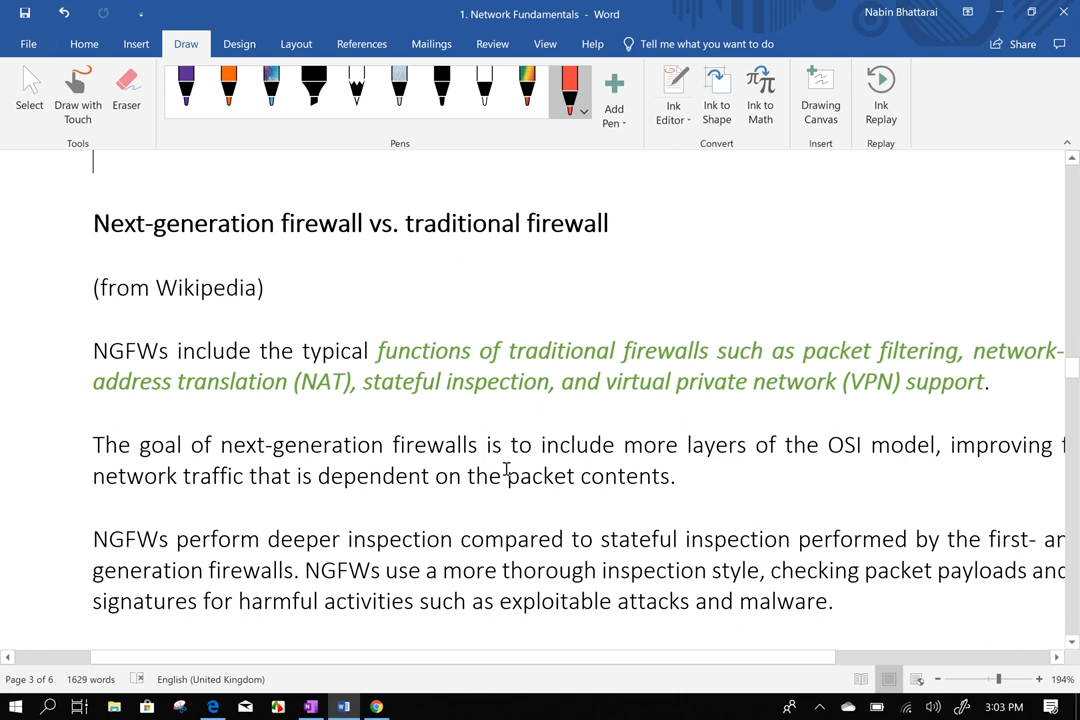 1. Network Fundamentals - Word
Nabin Bhattarai
File Home Insert Draw Design Layout References Mailings Review View Help Tell me what you want to do Share
Select Draw with Touch Eraser Add Pen Ink Editor Ink to Shape Ink to Math Drawing Canvas Ink Replay
Tools Pens Convert Insert Replay
Next-generation firewall vs. traditional firewall
(from Wikipedia)
NGFWs include the typical functions of traditional firewalls such as packet filtering, network-
address translation (NAT), stateful inspection, and virtual private network (VPN) support.
The goal of next-generation firewalls is to include more layers of the OSI model, improving
network traffic that is dependent on the packet contents.
NGFWs perform deeper inspection compared to stateful inspection performed by the first-
generation firewalls. NGFWs use a more thorough inspection style, checking packet payloads
signatures for harmful activities such as exploitable attacks and malware.
Page 3 of 6 1629 words English (United Kingdom) 194%
3:03 PM